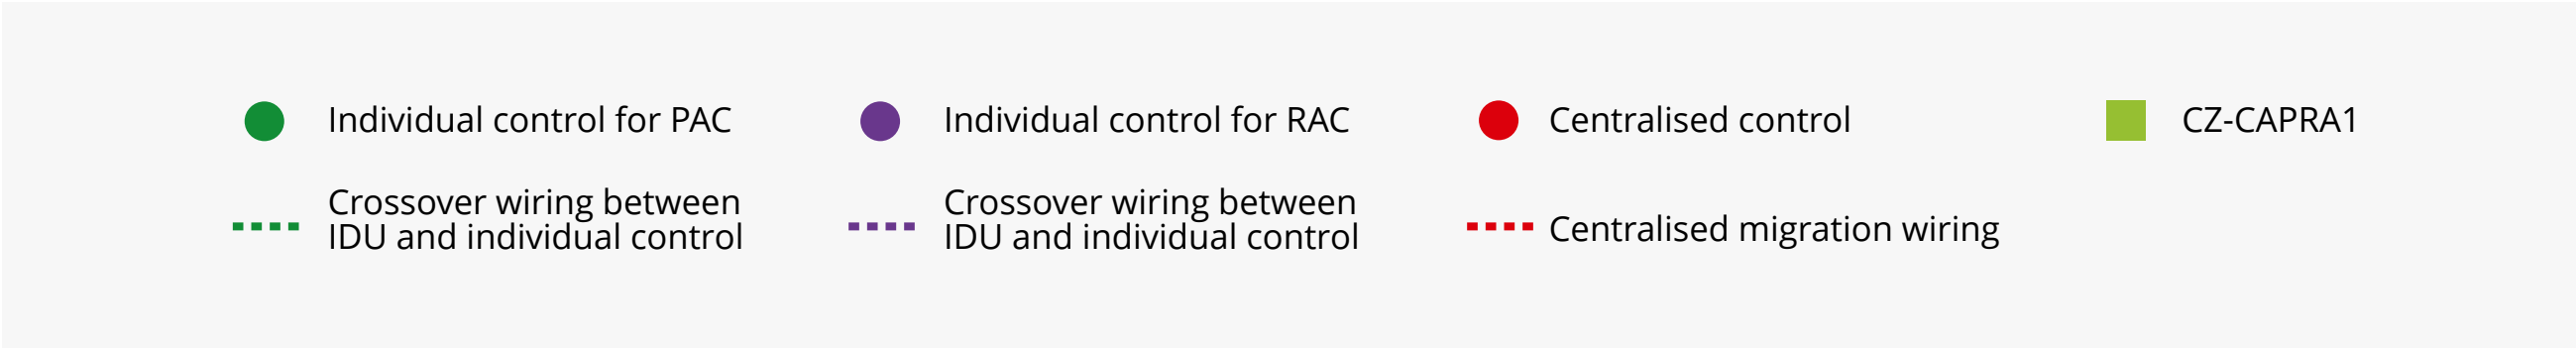 Individual control for PAC
Crossover wiring between
IDU and individual control
Individual control for RAC
Crossover wiring between
IDU and individual control
Centralised control
Centralised migration wiring
CZ-CAPRA1